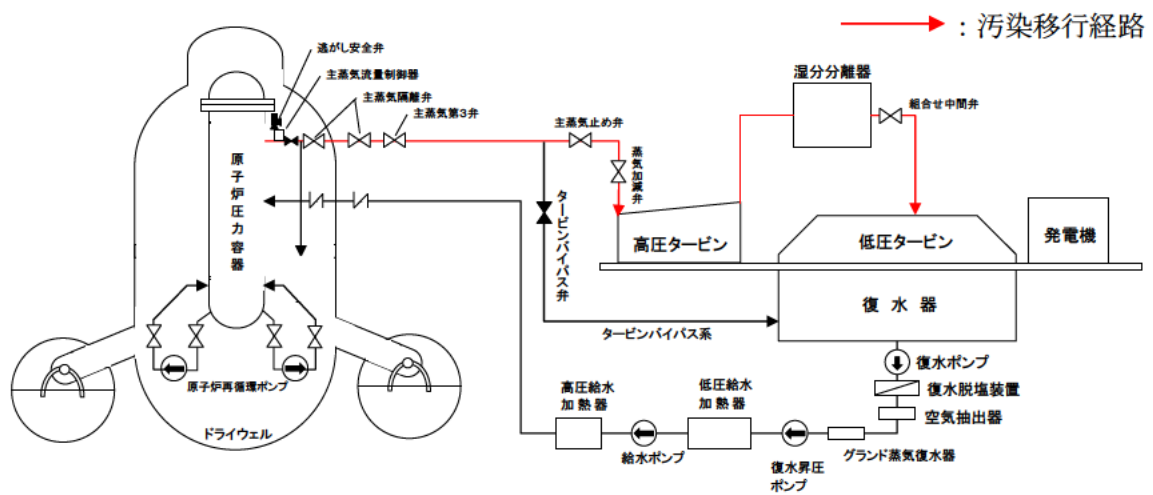 ：汚染移行経路
逃がし安全弁
主蒸気流量制御器
主蒸気隔離弁
主蒸気第３弁
主蒸気止め弁
蒸気加減弁
湿分分離器
組合せ中間弁
原子炉圧力容器
タービンバイパス弁
高圧タービン
低圧タービン
発電機
復水器
タービンバイパス系
原子炉再循環ポンプ
ドライウェル
復水ポンプ
復水脱塩装置
空気抽出器
グランド蒸気復水器
復水昇圧
ポンプ
低圧給水
加熱器
給水ポンプ
高圧給水
加熱器